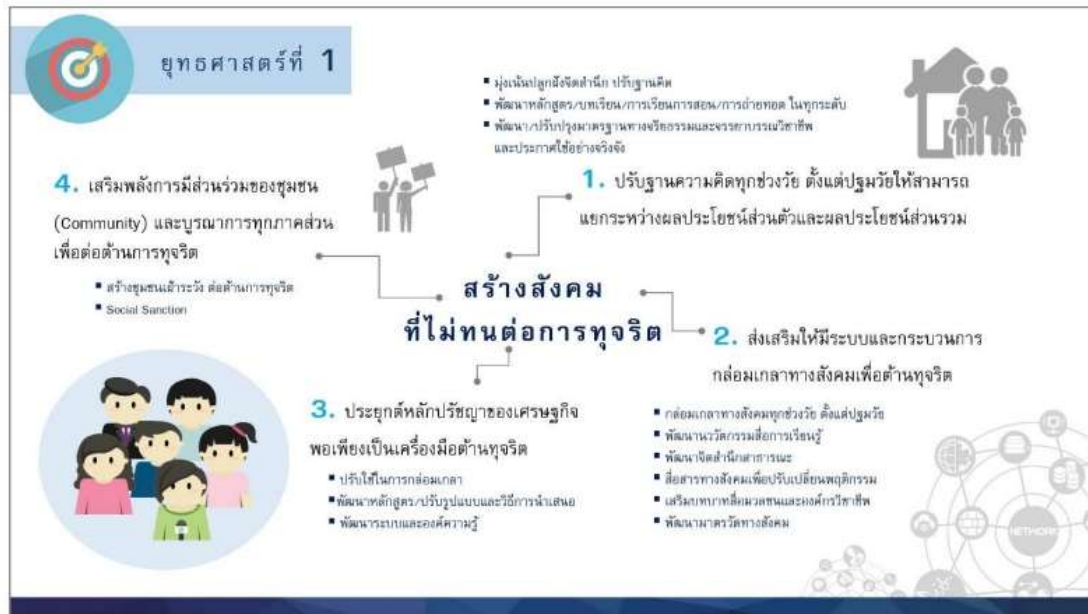 ยุทธศาสตร์ที่ 1
▪ มุ่งเน้นปลูกฝังจิตสำนึก ปรับฐานคิด
▪ พัฒนาหลักสูตร/บทเรียน/การเรียนการสอน/การถ่ายทอด ในทุกระดับ
▪ พัฒนา/ปรับปรุงมาตรฐานทางจริยธรรมและจรรยาบรรณวิชาชีพ
และประกาศใช้อย่างจริงจัง
1. ปรับฐานความคิดทุกช่วงวัย ตั้งแต่ปฐมวัยให้สามารถ
แยกระหว่างผลประโยชน์ส่วนตัวและผลประโยชน์ส่วนรวม
4. เสริมพลังการมีส่วนร่วมของชุมชน
(Community) และบูรณาการทุกภาคส่วน
เพื่อต่อต้านการทุจริต
▪ สร้างชุมชนเฝ้าระวัง ต่อต้านการทุจริต
▪ Social Sanction
สร้างสังคม
ที่ไม่ทนต่อการทุจริต
2. ส่งเสริมให้มีระบบและกระบวนการ
กล่อมเกลาทางสังคมเพื่อต้านทุจริต
▪ กล่อมเกลาทางสังคมทุกช่วงวัย ตั้งแต่ปฐมวัย
▪ พัฒนานวัตกรรมสื่อการเรียนรู้
▪ พัฒนาจิตสำนึกสาธารณะ
▪ สื่อสารทางสังคมเพื่อปรับเปลี่ยนพฤติกรรม
▪ เสริมบทบาทสื่อมวลชนและองค์กรวิชาชีพ
▪ พัฒนามาตรวัดทางสังคม
3. ประยุกต์หลักปรัชญาของเศรษฐกิจ
พอเพียงเป็นเครื่องมือต้านทุจริต
▪ ปรับใช้ในการกล่อมเกลา
▪ พัฒนาหลักสูตร/ปรับรูปแบบและวิธีการนำเสนอ
▪ พัฒนาระบบและองค์ความรู้
NETWORK